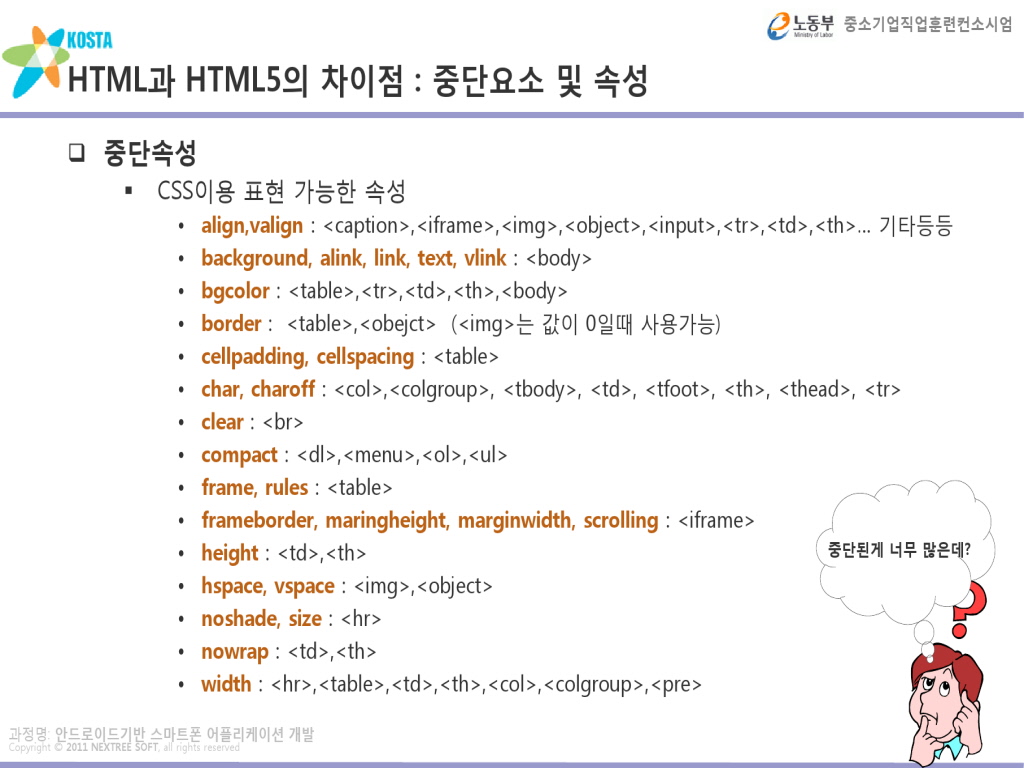 노동부 중소기업직업훈련컨소시엄
Ministry of Labor
KOSTA
HTML과 HTML5의 차이점 : 중단요소 및 속성
중단속성
CSS이용 표현 가능한 속성
align,valign : <caption>,<iframe>,<img>,<object>,<input>,<tr>,<td>,<th>... 기타등등
background, alink, link, text, vlink : <body>
bgcolor : <table>,<tr>,<td>,<th>,<body>
border : <table>,<obejct> (<img>는 값이 0일때 사용가능)
cellpadding, cellspacing : <table>
char, charoff : <col>,<colgroup>, <tbody>, <td>, <tfoot>, <th>, <thead>, <tr>
clear : <br>
compact : <dl>,<menu>,<ol>,<ul>
frame, rules : <table>
frameborder, maringheight, marginwidth, scrolling : <iframe>
height : <td>,<th>
hspace, vspace : <img>,<object>
noshade, size : <hr>
nowrap : <td>,<th>
width : <hr>,<table>,<td>,<th>,<col>,<colgroup>,<pre>
중단된게 너무 많은데?
?
과정명: 안드로이드기반 스마트폰 어플리케이션 개발
Copyright © 2011 NEXTREE SOFT, all rights reserved